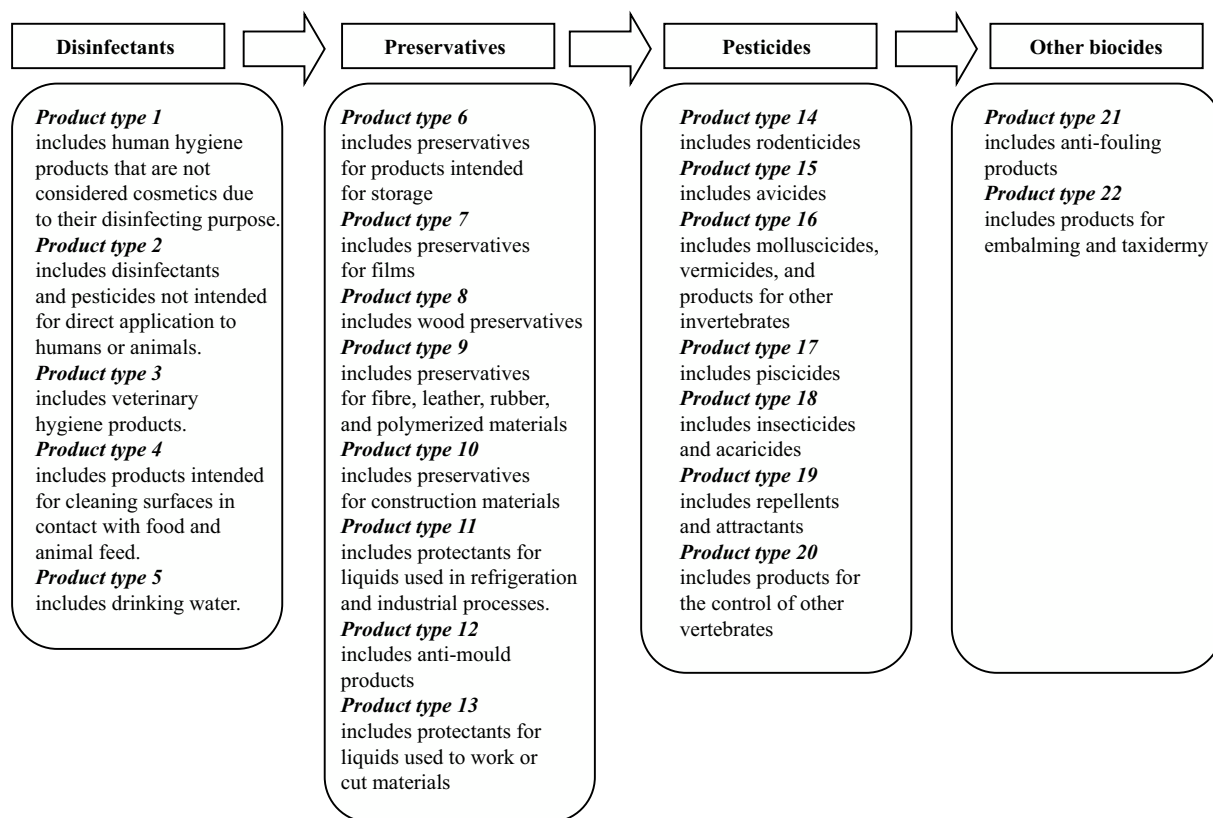 Disinfectants
Preservatives
Pesticides
Other biocides
Product type 1
includes human hygiene
products that are not
considered cosmetics due
to their disinfecting purpose.
Product type 2
includes disinfectants
and pesticides not intended
for direct application to
humans or animals.
Product type 3
includes veterinary
hygiene products.
Product type 4
includes products intended
for cleaning surfaces in
contact with food and
animal feed.
Product type 5
includes drinking water.
Product type 6
includes preservatives
for products intended
for storage
Product type 7
includes preservatives
for films
Product type 8
includes wood preservatives
Product type 9
includes preservatives
for fibre, leather, rubber,
and polymerized materials
Product type 10
includes preservatives
for construction materials
Product type 11
includes protectants for
liquids used in refrigeration
and industrial processes.
Product type 12
includes anti-mould
products
Product type 13
includes protectants for
liquids used to work or
cut materials
Product type 14
includes rodenticides
Product type 15
includes avicides
Product type 16
includes molluscicides,
vermicides, and
products for other
invertebrates
Product type 17
includes piscicides
Product type 18
includes insecticides
and acaricides
Product type 19
includes repellents
and attractants
Product type 20
includes products for
the control of other
vertebrates
Product type 21
includes anti-fouling
products
Product type 22
includes products for
embalming and taxidermy